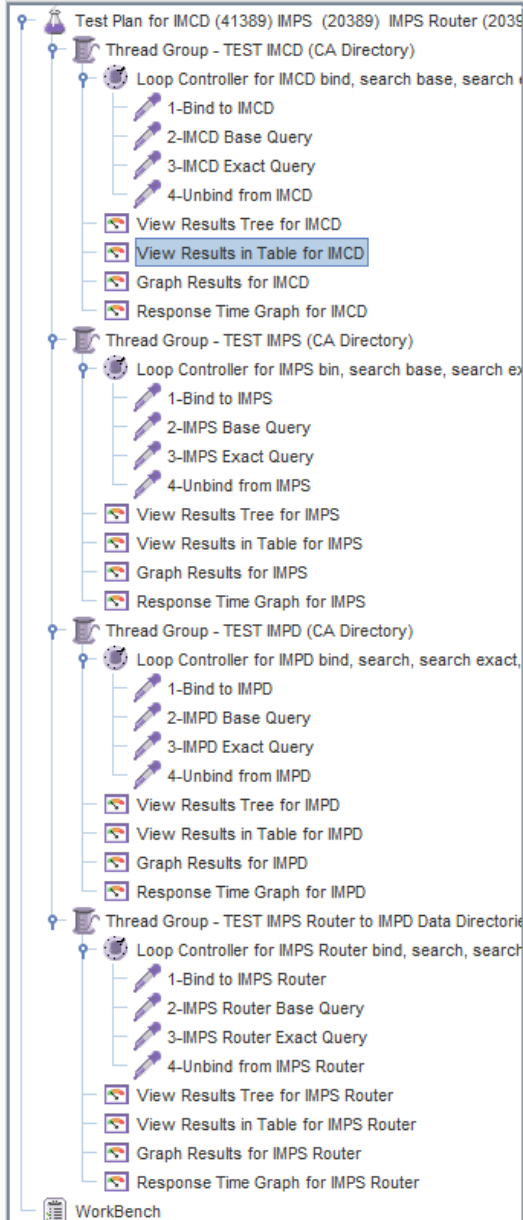 Test Plan for IMCD (41389) IMPS (20389) IMPS Router (2039
Thread Group - TEST IMCD (CA Directory)
Loop Controller for IMCD bind, search base, search e
1-Bind to IMCD
2-IMCD Base Query
3-IMCD Exact Query
4-Unbind from IMCD
View Results Tree for IMCD
View Results in Table for IMCD
Graph Results for IMCD
Response Time Graph for IMCD
Thread Group - TEST IMPS (CA Directory)
Loop Controller for IMPS bin, search base, search ex
1-Bind to IMPS
2-IMPS Base Query
3-IMPS Exact Query
4-Unbind from IMPS
View Results Tree for IMPS
View Results in Table for IMPS
Graph Results for IMPS
Response Time Graph for IMPS
Thread Group - TEST IMPD (CA Directory)
Loop Controller for IMPD bind, search, search exact,
1-Bind to IMPD
2-IMPD Base Query
3-IMPD Exact Query
4-Unbind from IMPD
View Results Tree for IMPD
View Results in Table for IMPD
Graph Results for IMPD
Response Time Graph for IMPD
Thread Group - TEST IMPS Router to IMPD Data Directorie
Loop Controller for IMPS Router bind, search, search
1-Bind to IMPS Router
2-IMPS Router Base Query
3-IMPS Router Exact Query
4-Unbind from IMPS Router
View Results Tree for IMPS Router
View Results in Table for IMPS Router
Graph Results for IMPS Router
Response Time Graph for IMPS Router
WorkBench